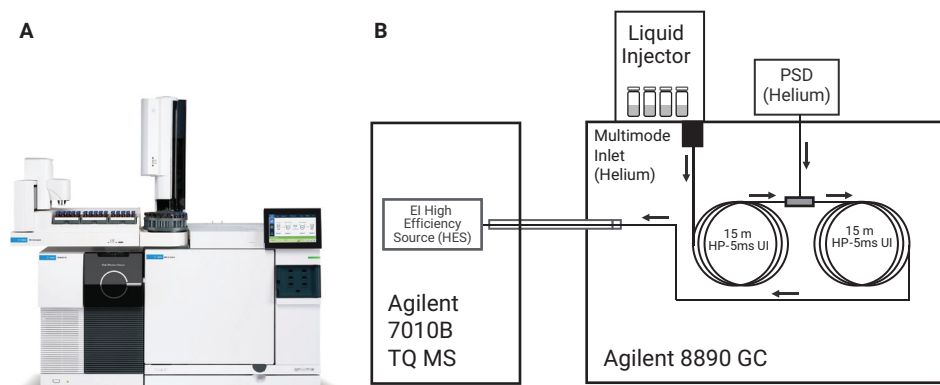 A
B
Liquid
Injector
PSD
(Helium)
Multimode
Inlet
(Helium)
EI High
Efficiency
Source (HES)
15 m
HP-5ms UI
15 m
HP-5ms UI
Agilent
7010B
TQ MS
Agilent 8890 GC